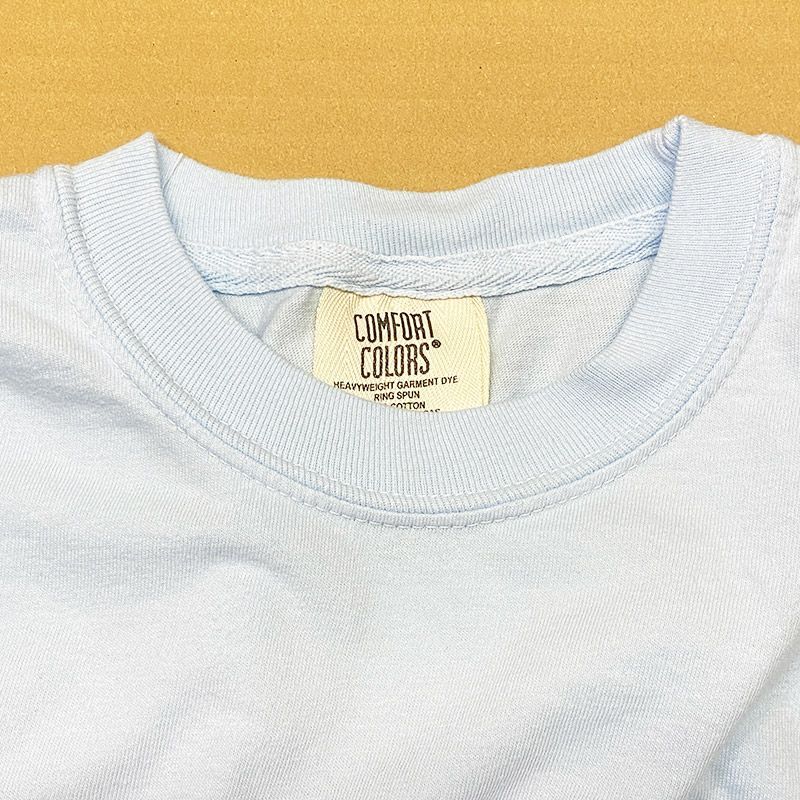 COMFORT
COLORS®
HEAVYWEIGHT GARMENT DYE
RING SPUN
COTTON